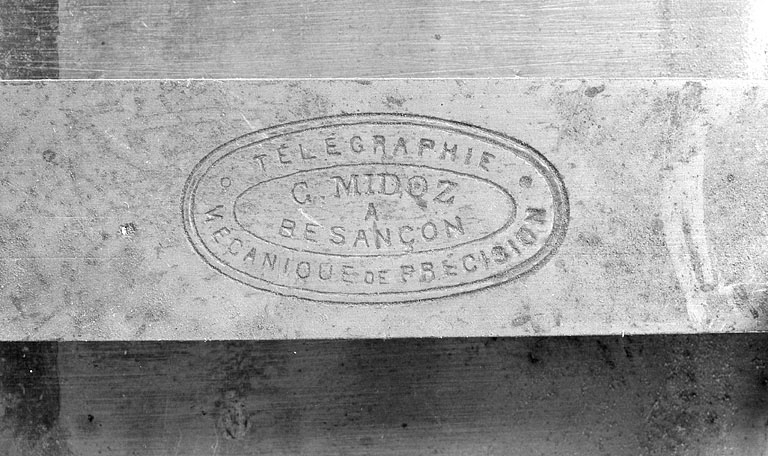 TÉLÉGRAPHIE
C. MIDOZ
A
BESANÇON
MÉCANIQUE DE PRÉCISION